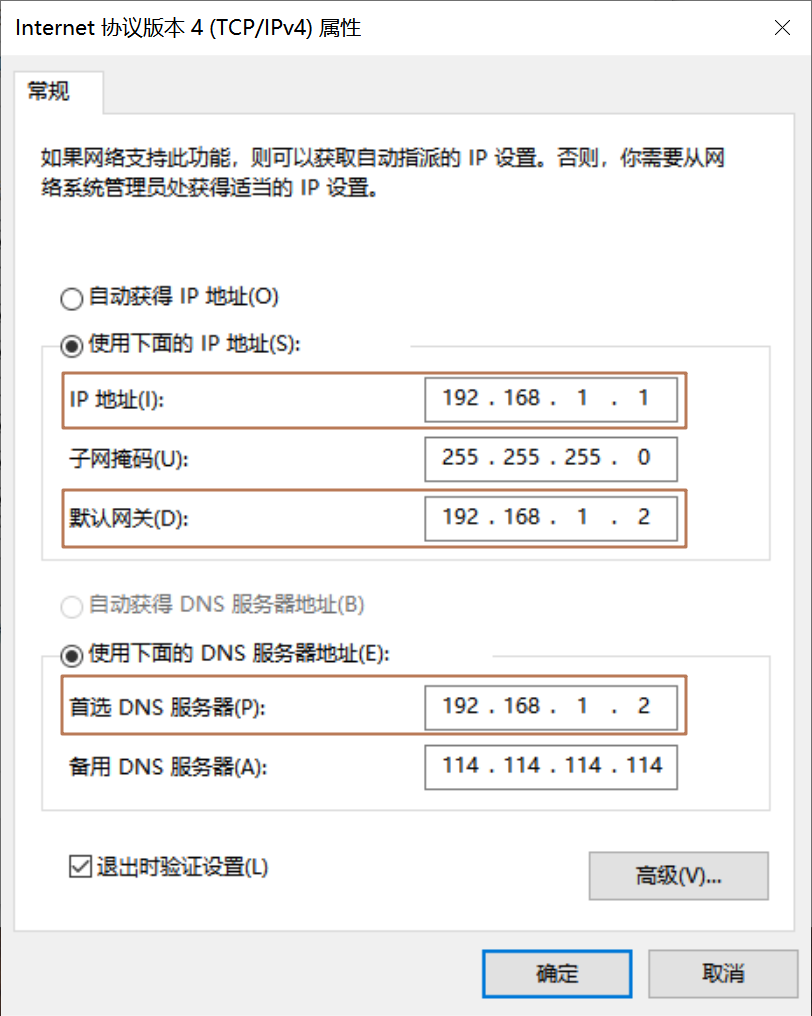 Internet 协议版本 4 (TCP/IPv4) 属性
常规
如果网络支持此功能，则可以获取自动指派的 IP 设置。否则，你需要从网
络系统管理员处获得适当的 IP 设置。
自动获得 IP 地址(O)
使用下面的 IP 地址(S):
IP 地址(I): 192 . 168 . 1 . 1
子网掩码(U): 255 . 255 . 255 . 0
默认网关(D): 192 . 168 . 1 . 2
自动获得 DNS 服务器地址(B)
使用下面的 DNS 服务器地址(E):
首选 DNS 服务器(P): 192 . 168 . 1 . 2
备用 DNS 服务器(A): 114 . 114 . 114 . 114
退出时验证设置(L)
高级(V)...
确定 取消